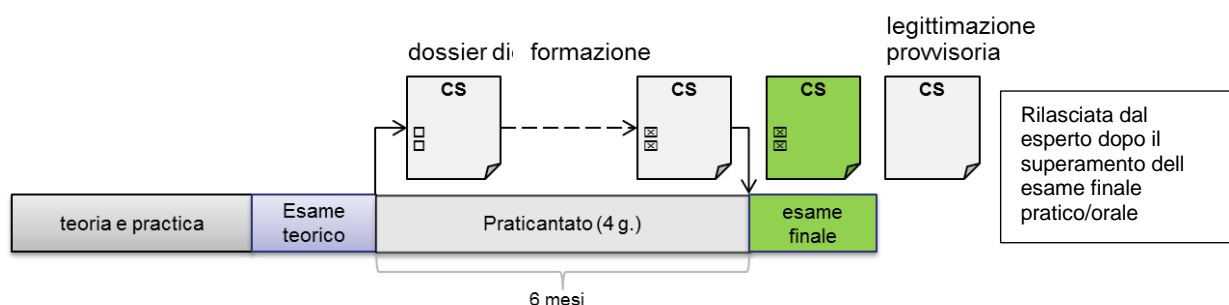 dossier di formazione
legittimazione
provvisoria
CS
CS
CS
Rilasciata dal
esperto dopo il
superamento dell
esame finale
pratico/orale
teoria e practica
Esame
teorico
Praticantato (4 g.)
esame
finale
6 mesi